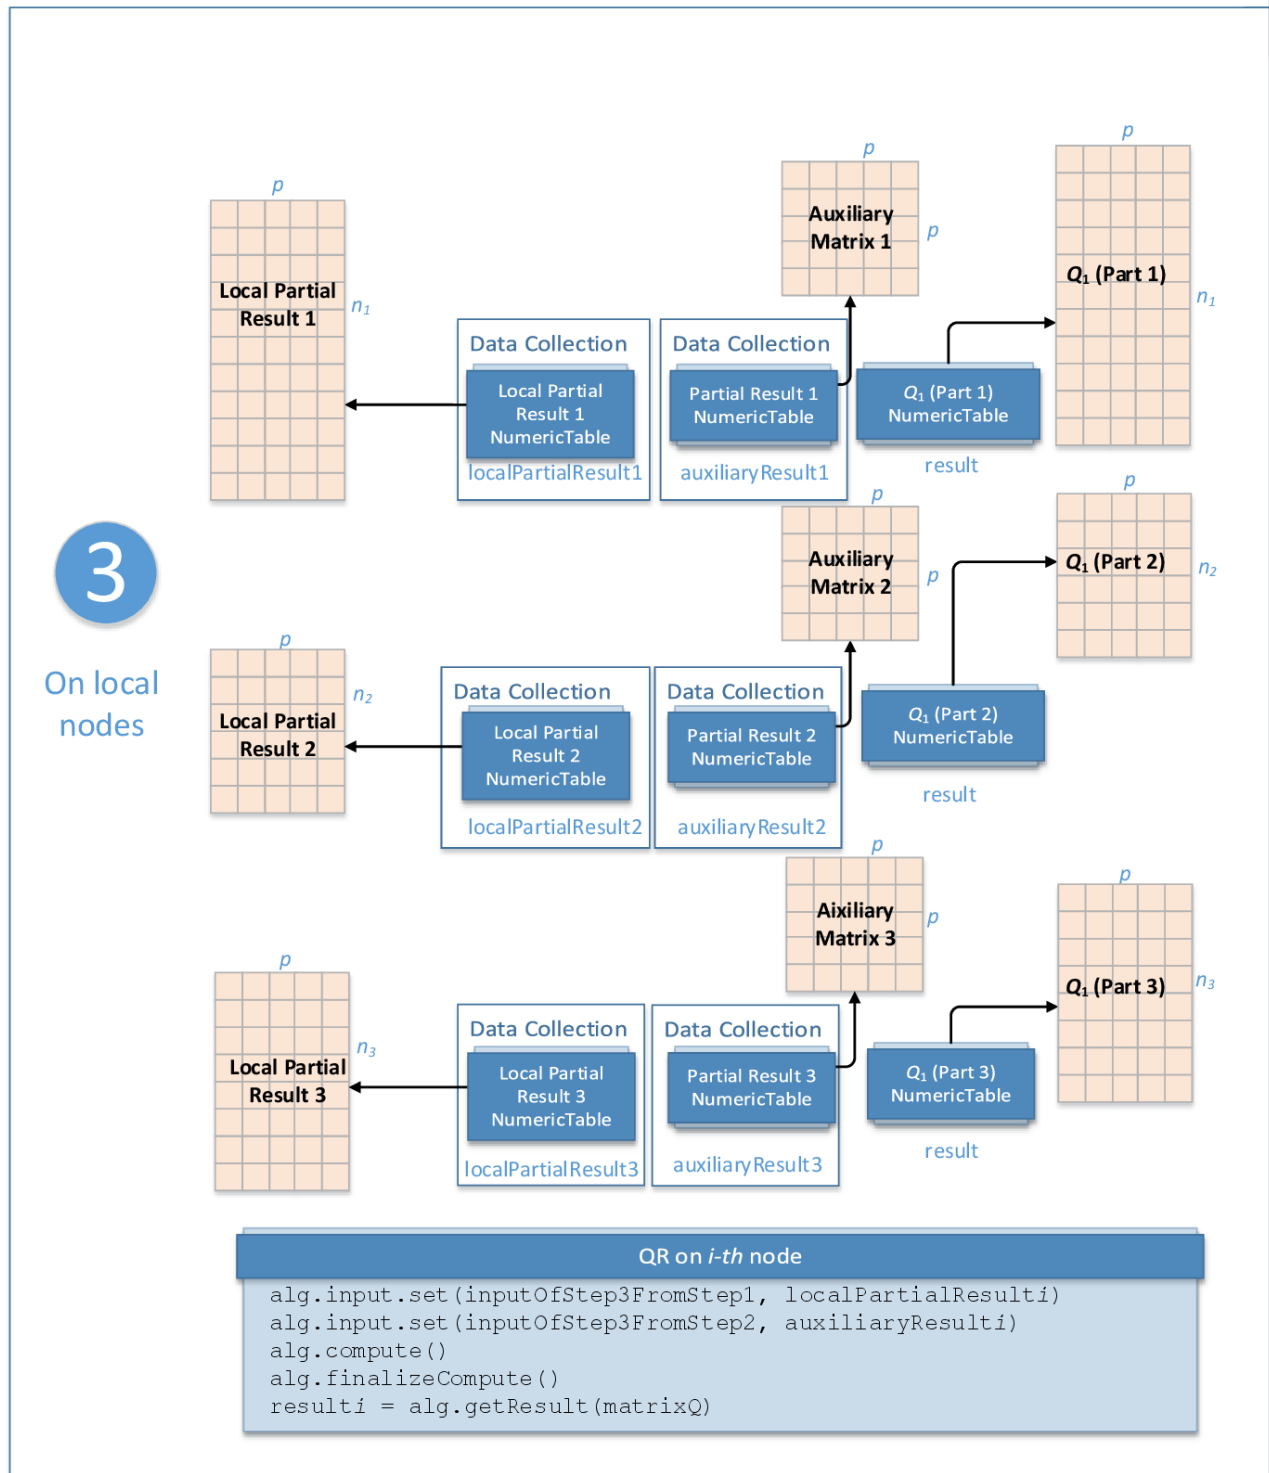 p
p
p
Auxiliary
Matrix 1
p
Local Partial
Result 1
n1
Q1 (Part 1)
n1
Data Collection
Local Partial
Result 1
NumericTable
localPartialResult1
Data Collection
Partial Result 1
NumericTable
auxiliaryResult1
Q1 (Part 1)
NumericTable
result
3
On local
nodes
p
p
p
Auxiliary
Matrix 2
p
Q1 (Part 2)
n2
Local Partial
Result 2
n2
Data Collection
Local Partial
Result 2
NumericTable
localPartialResult2
Data Collection
Partial Result 2
NumericTable
auxiliaryResult2
Q1 (Part 2)
NumericTable
result
p
p
p
Aixiliary
Matrix 3
p
Q1 (Part 3)
n3
Local Partial
Result 3
n3
Data Collection
Local Partial
Result 3
NumericTable
localPartialResult3
Data Collection
Partial Result 3
NumericTable
auxiliaryResult3
Q1 (Part 3)
NumericTable
result
QR on i-th node
alg.input.set(inputOfStep3FromStep1, localPartialResulti)
alg.input.set(inputOfStep3FromStep2, auxiliaryResulti)
alg.compute()
alg.finalizeCompute()
resulti = alg.getResult(matrixQ)